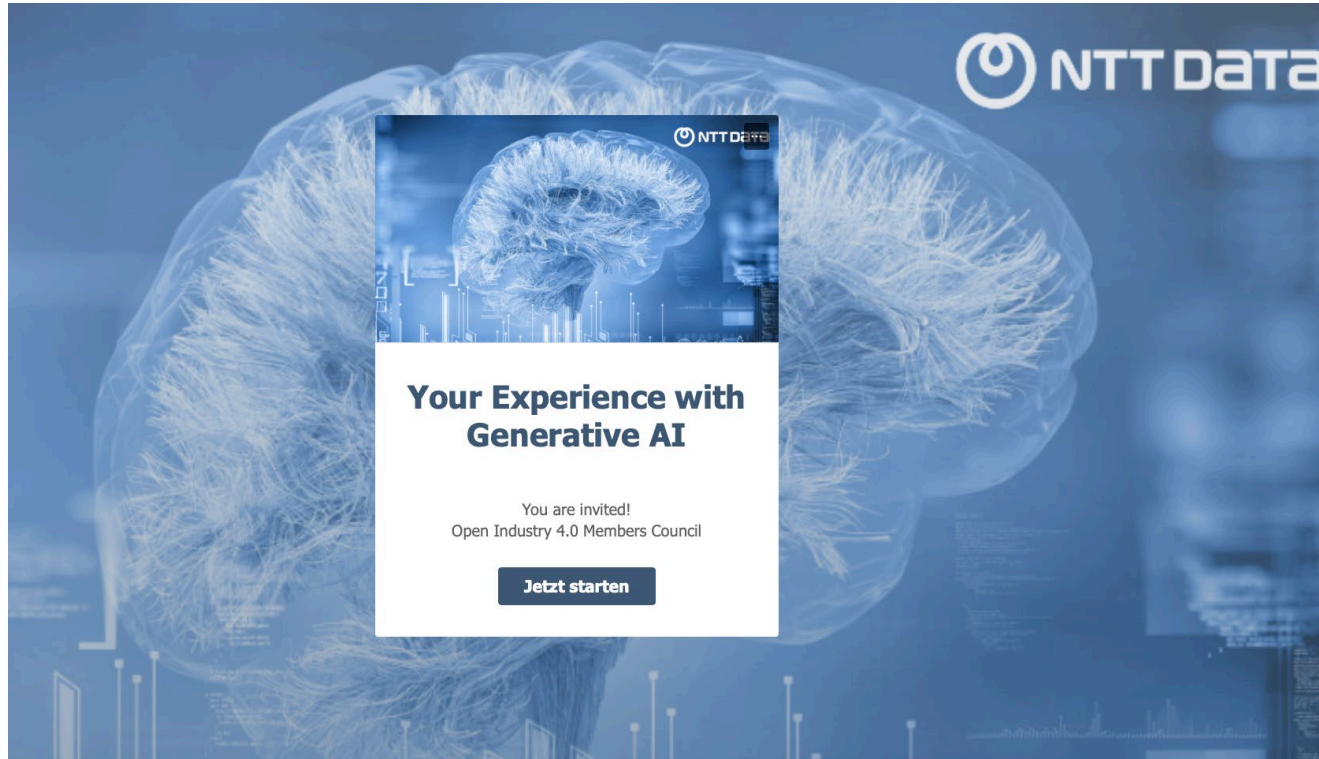 NTT DATA
NTT DATA
Your Experience with
Generative AI
You are invited!
Open Industry 4.0 Members Council
Jetzt starten